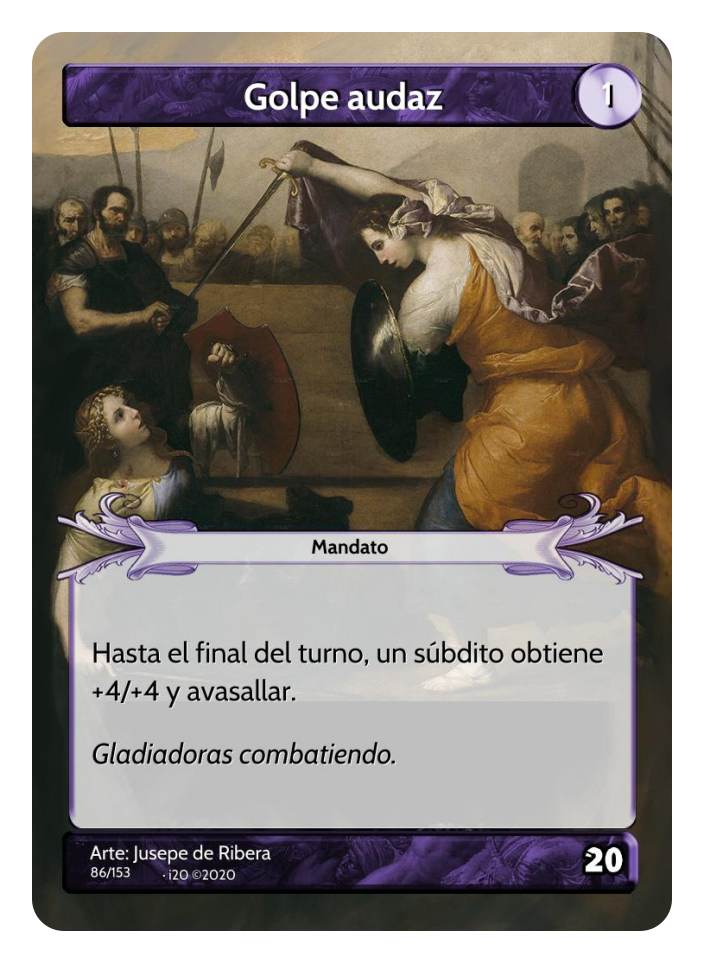 Golpe audaz
1
Mandato
Hasta el final del turno, un súbdito obtiene
+4/+4 y avasallar.
Gladiadoras combatiendo.
Arte: Jusepe de Ribera
86/153 · i20 ©2020
20